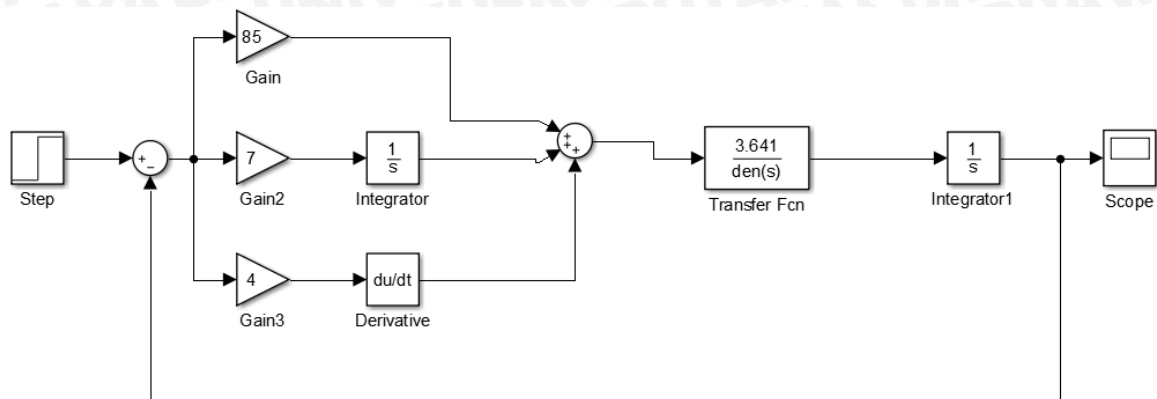 85
Gain
Step
+
−
7
Gain2
1
s
Integrator
+
+
+
3.641
den(s)
Transfer Fcn
1
s
Integrator1
Scope
4
Gain3
du/dt
Derivative